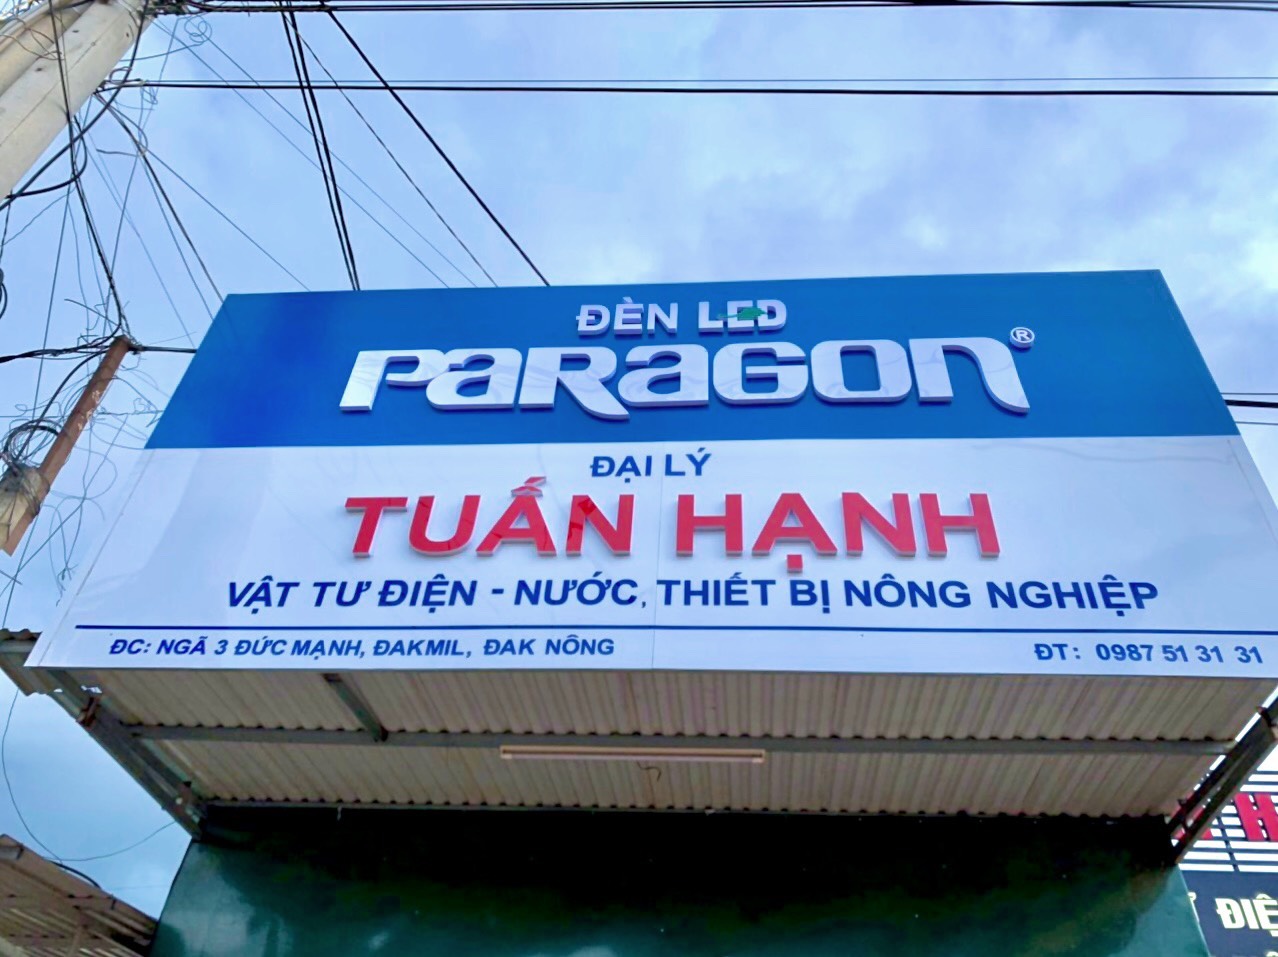 ĐÈN LED
PARAGON®
ĐẠI LÝ
TUẤN HẠNH
VẬT TƯ ĐIỆN - NƯỚC, THIẾT BỊ NÔNG NGHIỆP
ĐC: NGÃ 3 ĐỨC MẠNH, ĐAKMIL, ĐAK NÔNG
ĐT: 0987 51 31 31